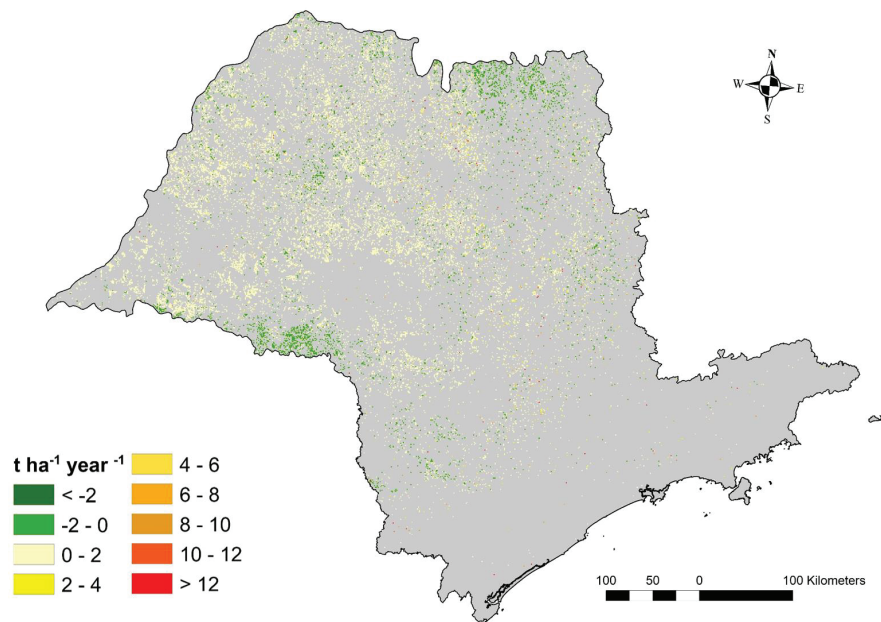 N
W E
S
t ha⁻¹ year ⁻¹
< -2
-2 - 0
0 - 2
2 - 4
4 - 6
6 - 8
8 - 10
10 - 12
> 12
100 50 0 100 Kilometers